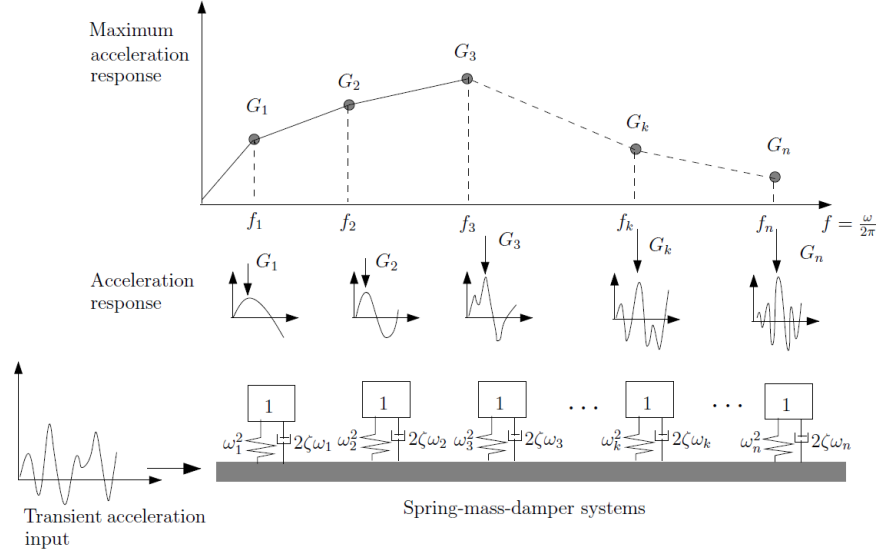 Maximum
acceleration
response
G₁
G₂
G₃
Gₖ
Gₙ
f₁ f₂ f₃ fₖ fₙ f = ω/2π
Acceleration
response
G₁ G₂ G₃ Gₖ Gₙ
1 1 1 ... 1 ... 1
ω₁² 2ζω₁ ω₂² 2ζω₂ ω₃² 2ζω₃ ωₖ² 2ζωₖ ωₙ² 2ζωₙ
Transient acceleration
input
Spring-mass-damper systems